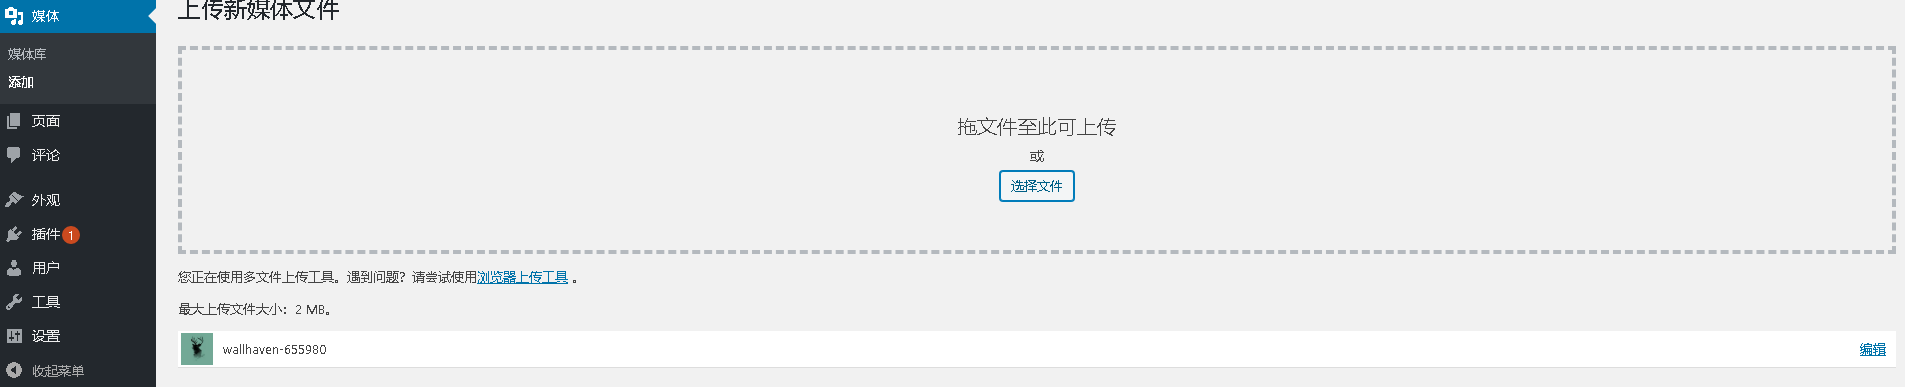 媒体
媒体库
添加
页面
评论
外观
插件 1
用户
工具
设置
收起菜单
上传新媒体文件
拖文件至此可上传
或
选择文件
您正在使用多文件上传工具。遇到问题？请尝试使用浏览器上传工具 。
最大上传文件大小：2 MB。
wallhaven-655980
编辑